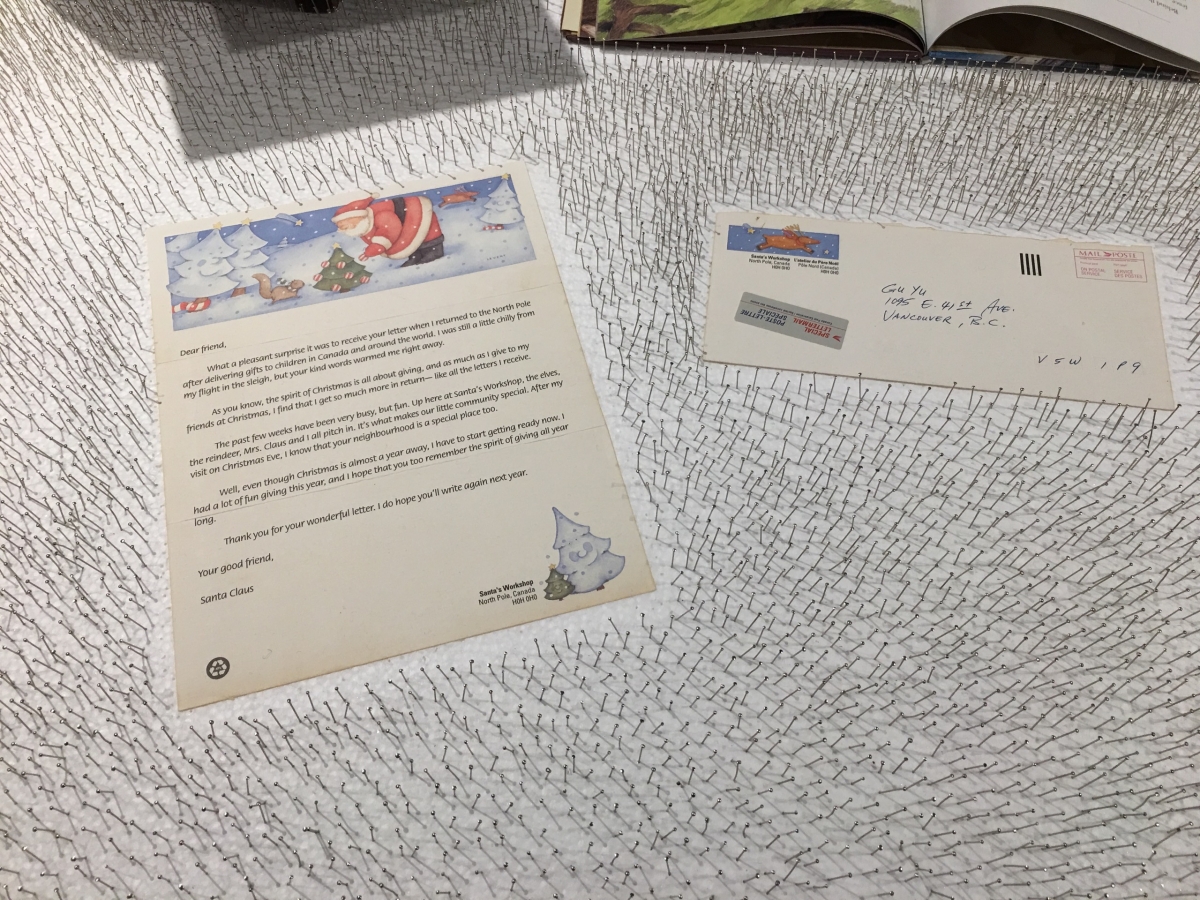 Dear friend,
What a pleasant surprise it was to receive your letter when I returned to the North Pole
after delivering gifts to children in Canada and around the world. I was still a little chilly from
my flight in the sleigh, but your kind words warmed me right away.
As you know, the spirit of Christmas is all about giving, and as much as I give to my
friends at Christmas, I find that I get so much more in return— like all the letters I receive.
The past few weeks have been very busy, but fun. Up here at Santa's Workshop, the elves,
the reindeer, Mrs. Claus and I all pitch in. It's what makes our little community special. After my
visit on Christmas Eve, I know that your neighbourhood is a special place too.
Well, even though Christmas is almost a year away, I have to start getting ready now. I
had a lot of fun giving this year, and I hope that you too remember the spirit of giving all year
long.
Thank you for your wonderful letter. I do hope you'll write again next year.
Your good friend,
Santa Claus
Santa's Workshop
North Pole, Canada
H0H 0H0
Santa's Workshop
North Pole, Canada
H0H 0H0
L'atelier du Père Noël
Pôle Nord (Canada)
H0H 0H0
SPECIAL
LETTERMAIL
POSTE-LETTRE
SPÉCIALE
MAIL > POSTE
ON POSTAL
SERVICE
SERVICE
DES POSTES
Gu Yu
1095 E. 41st Ave.
Vancouver, B.C.
V5W 1P9